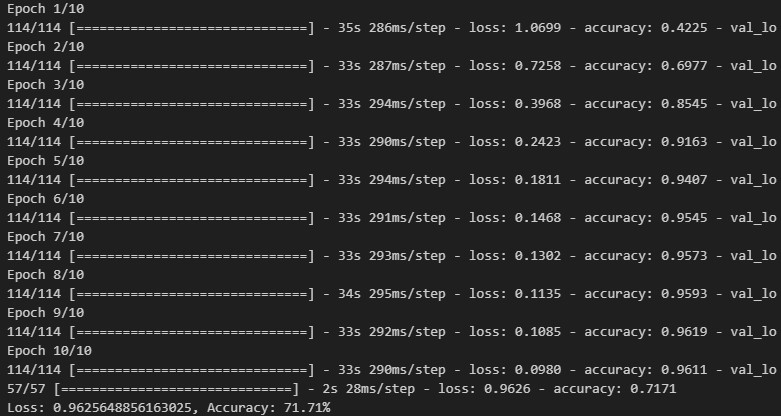 Epoch 1/10
114/114 [==============================] - 35s 286ms/step - loss: 1.0699 - accuracy: 0.4225 - val_lo
Epoch 2/10
114/114 [==============================] - 33s 287ms/step - loss: 0.7258 - accuracy: 0.6977 - val_lo
Epoch 3/10
114/114 [==============================] - 33s 294ms/step - loss: 0.3968 - accuracy: 0.8545 - val_lo
Epoch 4/10
114/114 [==============================] - 33s 290ms/step - loss: 0.2423 - accuracy: 0.9163 - val_lo
Epoch 5/10
114/114 [==============================] - 33s 294ms/step - loss: 0.1811 - accuracy: 0.9407 - val_lo
Epoch 6/10
114/114 [==============================] - 33s 291ms/step - loss: 0.1468 - accuracy: 0.9545 - val_lo
Epoch 7/10
114/114 [==============================] - 33s 293ms/step - loss: 0.1302 - accuracy: 0.9573 - val_lo
Epoch 8/10
114/114 [==============================] - 34s 295ms/step - loss: 0.1135 - accuracy: 0.9593 - val_lo
Epoch 9/10
114/114 [==============================] - 33s 292ms/step - loss: 0.1085 - accuracy: 0.9619 - val_lo
Epoch 10/10
114/114 [==============================] - 33s 290ms/step - loss: 0.0980 - accuracy: 0.9611 - val_lo
57/57 [==============================] - 2s 28ms/step - loss: 0.9626 - accuracy: 0.7171
Loss: 0.9625648856163025, Accuracy: 71.71%